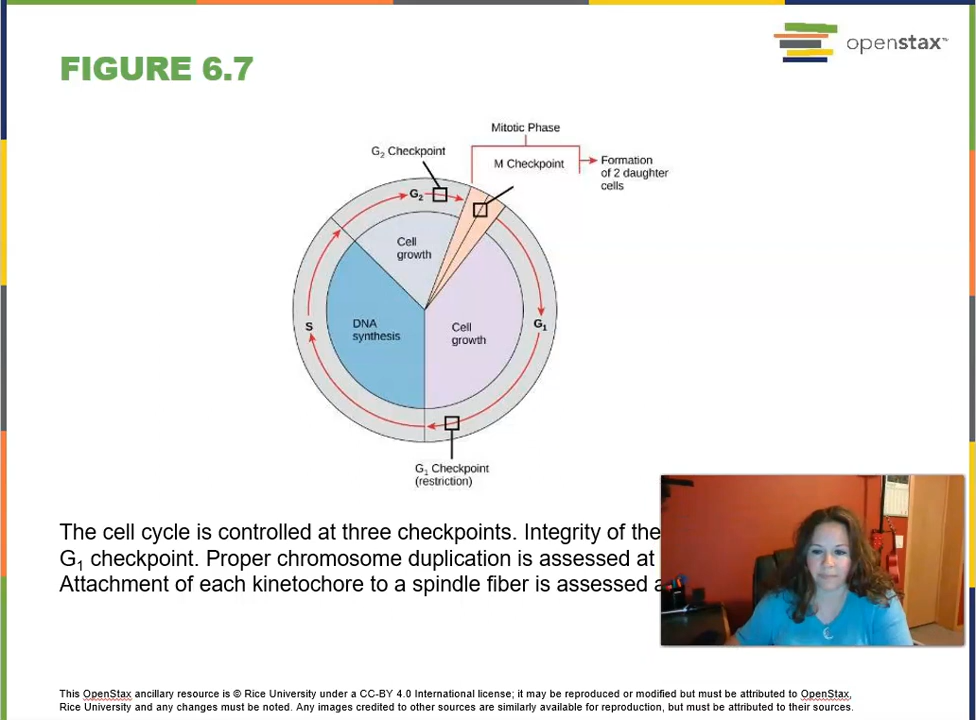 openstax™
FIGURE 6.7
Mitotic Phase
G₂ Checkpoint
M Checkpoint
Formation
of 2 daughter
cells
G₂
Cell
growth
S
DNA
synthesis
Cell
growth
G₁
G₁ Checkpoint
(restriction)
The cell cycle is controlled at three checkpoints. Integrity of the
G₁ checkpoint. Proper chromosome duplication is assessed at
Attachment of each kinetochore to a spindle fiber is assessed a
This OpenStax ancillary resource is © Rice University under a CC-BY 4.0 International license; it may be reproduced or modified but must be attributed to OpenStax,
Rice University and any changes must be noted. Any images credited to other sources are similarly available for reproduction, but must be attributed to their sources.